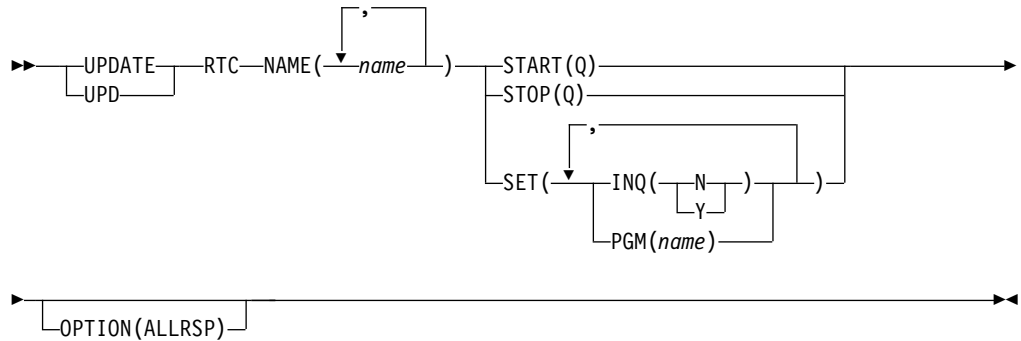 ,
UPDATE RTC NAME( name ) START(Q)
UPD STOP(Q)
,
SET( INQ( N ) )
Y
PGM(name)
OPTION(ALLRSP)